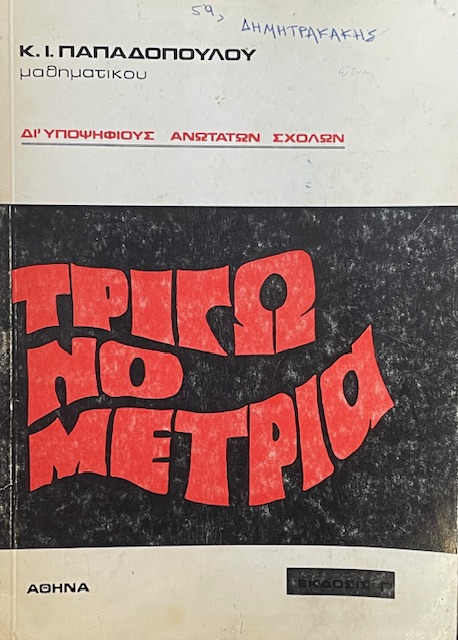 59, ΔΗΜΗΤΡΑΚΑΚΗΣ
Κ. Ι. ΠΑΠΑΔΟΠΟΥΛΟΥ
μαθηματικου
ΔΙ' ΥΠΟΨΗΦΙΟΥΣ ΑΝΩΤΑΤΩΝ ΣΧΟΛΩΝ
ΤΡΙΓΩ
ΝΟ
ΜΕΤΡΙα
ΑΘΗΝΑ
ΕΚΔΟΣΙΣ Γ'